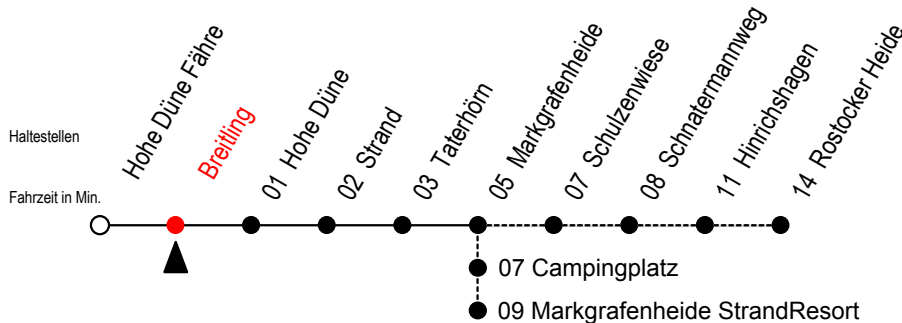 Haltestellen
Fahrzeit in Min.
Hohe Düne Fähre
Breitling
01 Hohe Düne
02 Strand
03 Taterhörn
05 Markgrafenheide
07 Schulzenwiese
08 Schnatermannweg
11 Hinrichshagen
14 Rostocker Heide
07 Campingplatz
09 Markgrafenheide StrandResort